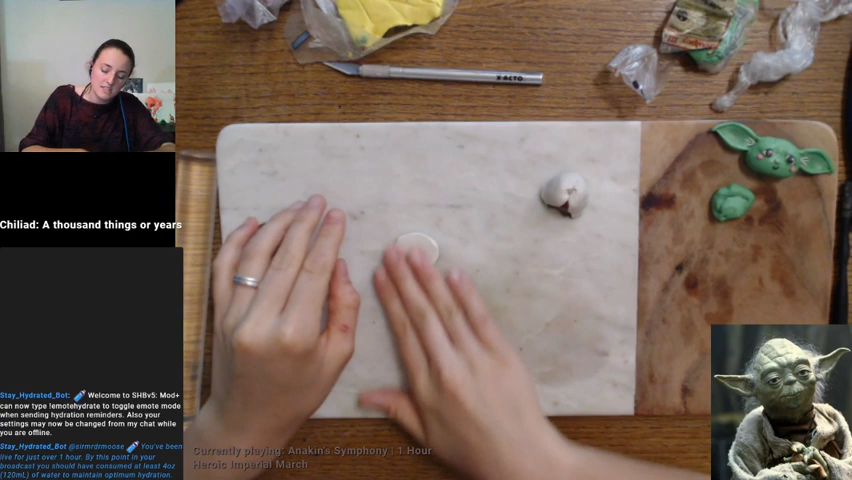 X-ACTO
Chiliad: A thousand things or years
Stay_Hydrated_Bot: Welcome to SHBv5: Mod+
can now type !emotehydrate to toggle emote mode
when sending hydration reminders. Also your
settings may now be changed from my chat while
you are offline.
Stay_Hydrated_Bot @sirmrdrmoose You've been
live for just over 1 hour. By this point in your
broadcast you should have consumed at least 4oz
(120mL) of water to maintain optimum hydration.
Currently playing: Anakin's Symphony | 1 Hour
Heroic Imperial March